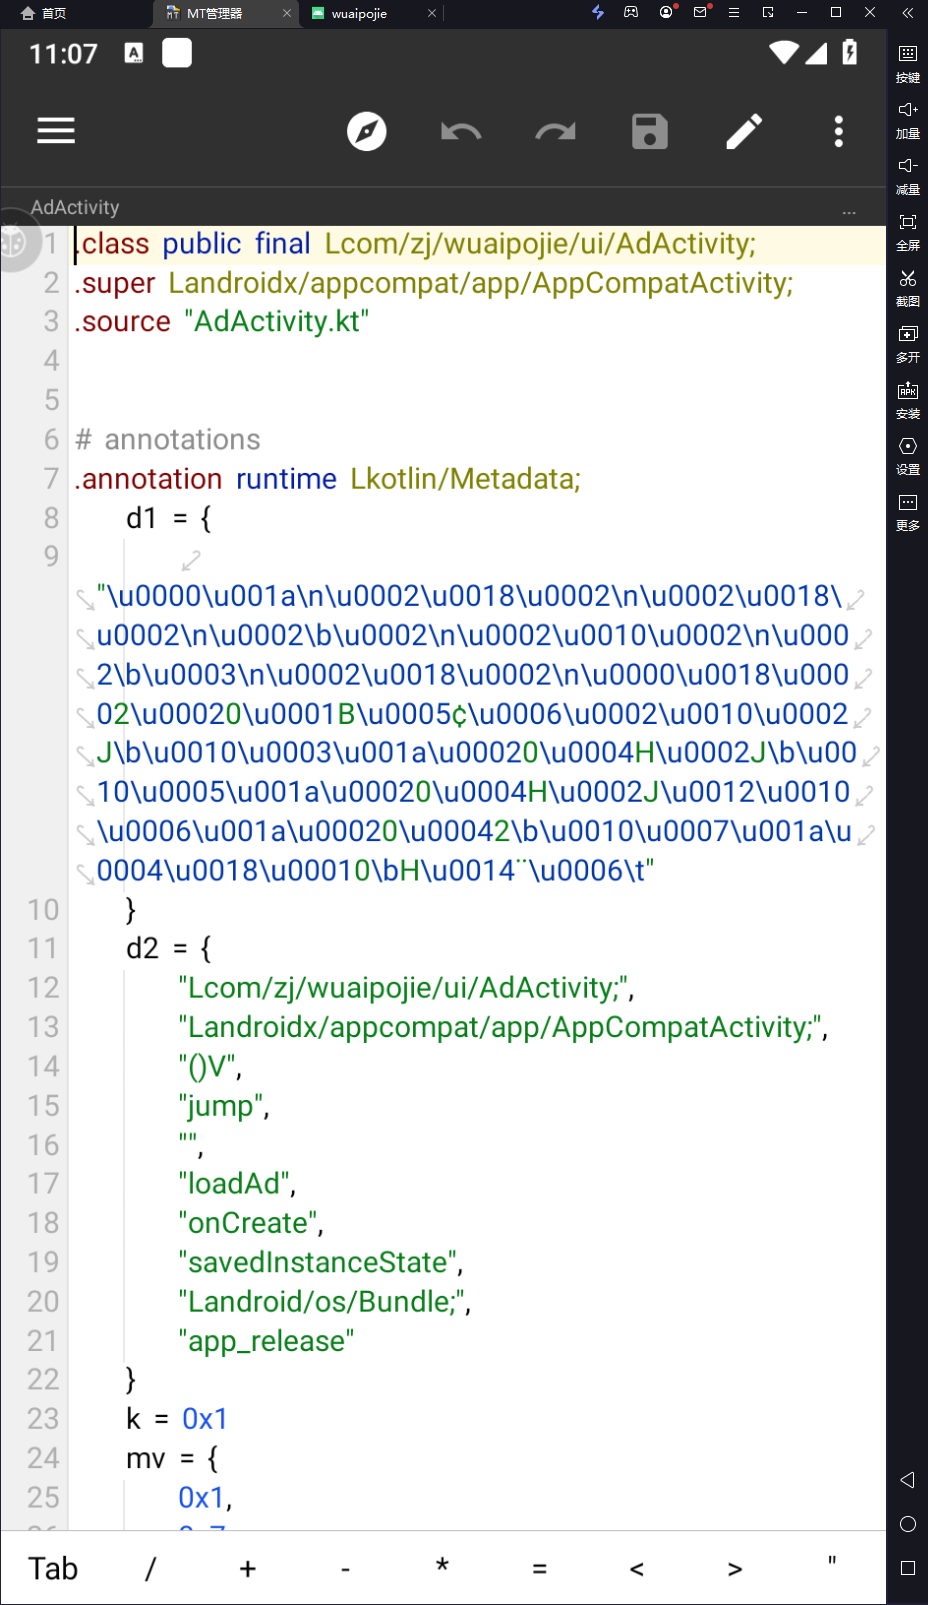 首页 MT管理器 wuaipojie
11:07
AdActivity ...
1 .class public final Lcom/zj/wuaipojie/ui/AdActivity;
2 .super Landroidx/appcompat/app/AppCompatActivity;
3 .source "AdActivity.kt"
4
5
6 # annotations
7 .annotation runtime Lkotlin/Metadata;
8 d1 = {
9
"\u0000\u001a\n\u0002\u0018\u0002\n\u0002\u0018\
u0002\n\u0002\b\u0002\n\u0002\u0010\u0002\n\u000
2\b\u0003\n\u0002\u0018\u0002\n\u0000\u0018\u000
02\u00020\u0001B\u0005¢\u0006\u0002\u0010\u0002
J\b\u0010\u0003\u001a\u00020\u0004H\u0002J\b\u00
10\u0005\u001a\u00020\u0004H\u0002J\u0012\u0010
\u0006\u001a\u00020\u00042\b\u0010\u0007\u001a\u
0004\u0018\u00010\bH\u0014¨\u0006\t"
10 }
11 d2 = {
12 "Lcom/zj/wuaipojie/ui/AdActivity;",
13 "Landroidx/appcompat/app/AppCompatActivity;",
14 "()V",
15 "jump",
16 "",
17 "loadAd",
18 "onCreate",
19 "savedInstanceState",
20 "Landroid/os/Bundle;",
21 "app_release"
22 }
23 k = 0x1
24 mv = {
25 0x1,
Tab / + - * = < > "
按键
加量
减量
全屏
截图
多开
安装
设置
更多